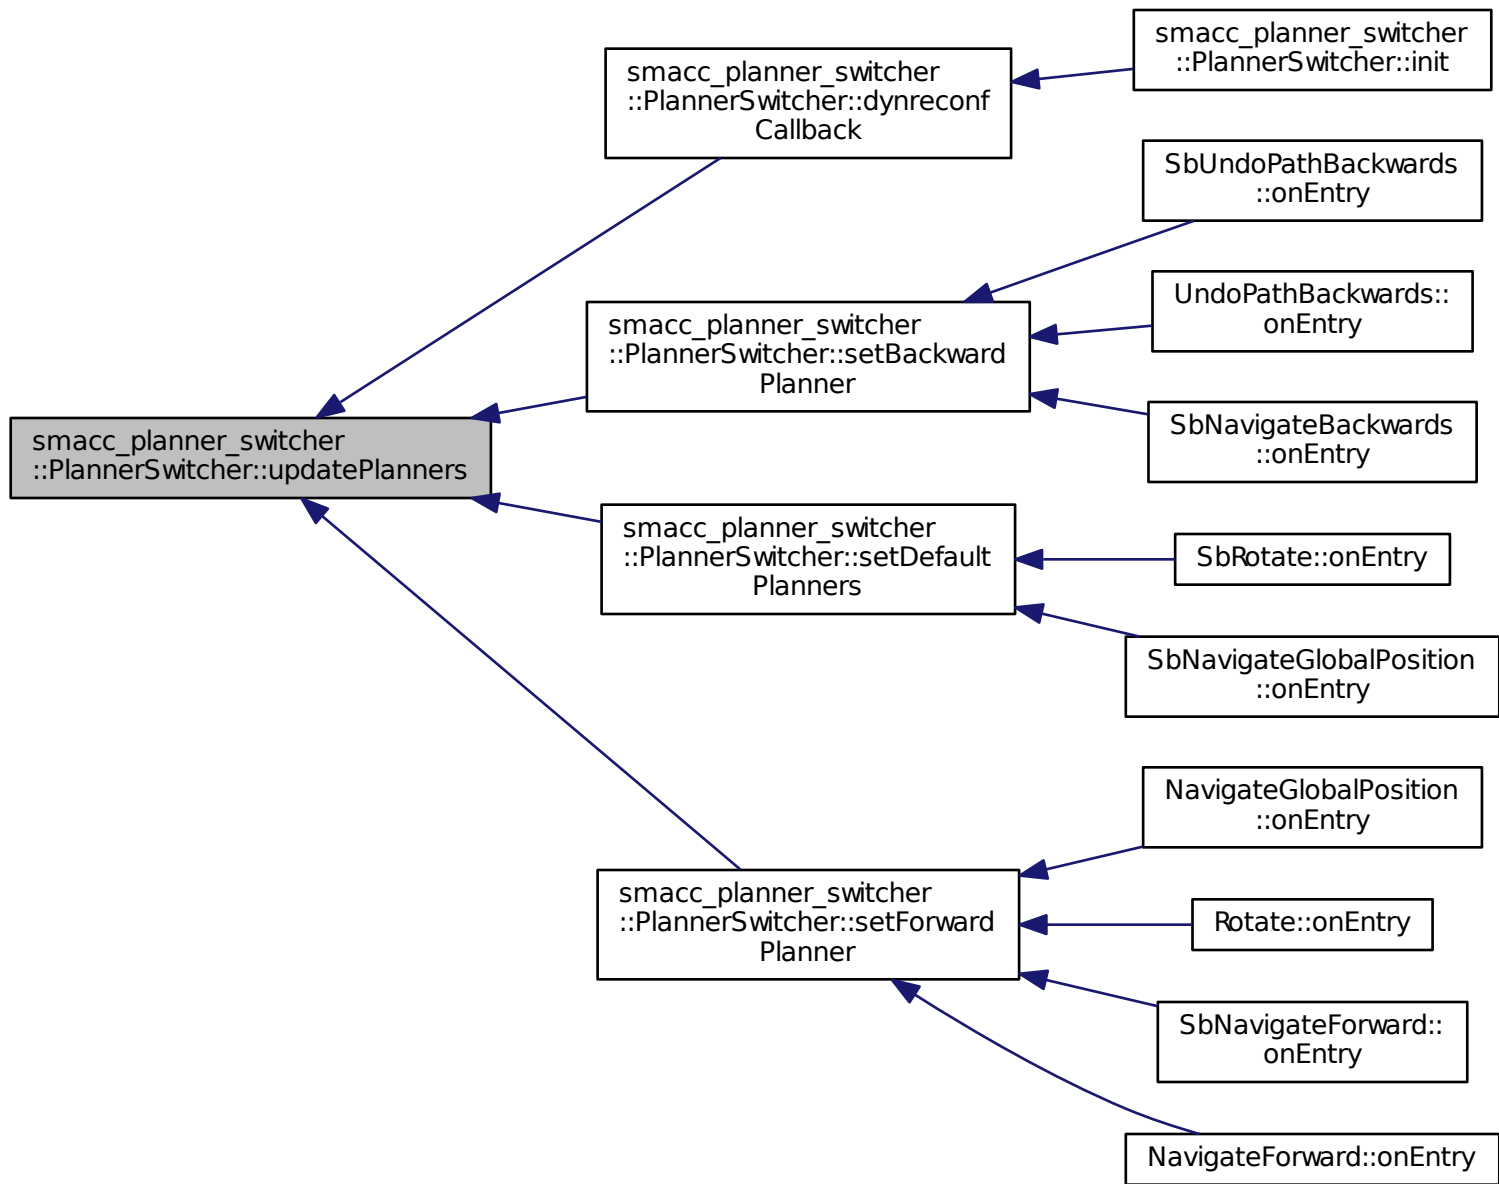 smacc_planner_switcher
::PlannerSwitcher::updatePlanners
smacc_planner_switcher
::PlannerSwitcher::dynreconf
Callback
smacc_planner_switcher
::PlannerSwitcher::init
smacc_planner_switcher
::PlannerSwitcher::setBackward
Planner
SbUndoPathBackwards
::onEntry
UndoPathBackwards::
onEntry
SbNavigateBackwards
::onEntry
smacc_planner_switcher
::PlannerSwitcher::setDefault
Planners
SbRotate::onEntry
SbNavigateGlobalPosition
::onEntry
smacc_planner_switcher
::PlannerSwitcher::setForward
Planner
NavigateGlobalPosition
::onEntry
Rotate::onEntry
SbNavigateForward::
onEntry
NavigateForward::onEntry